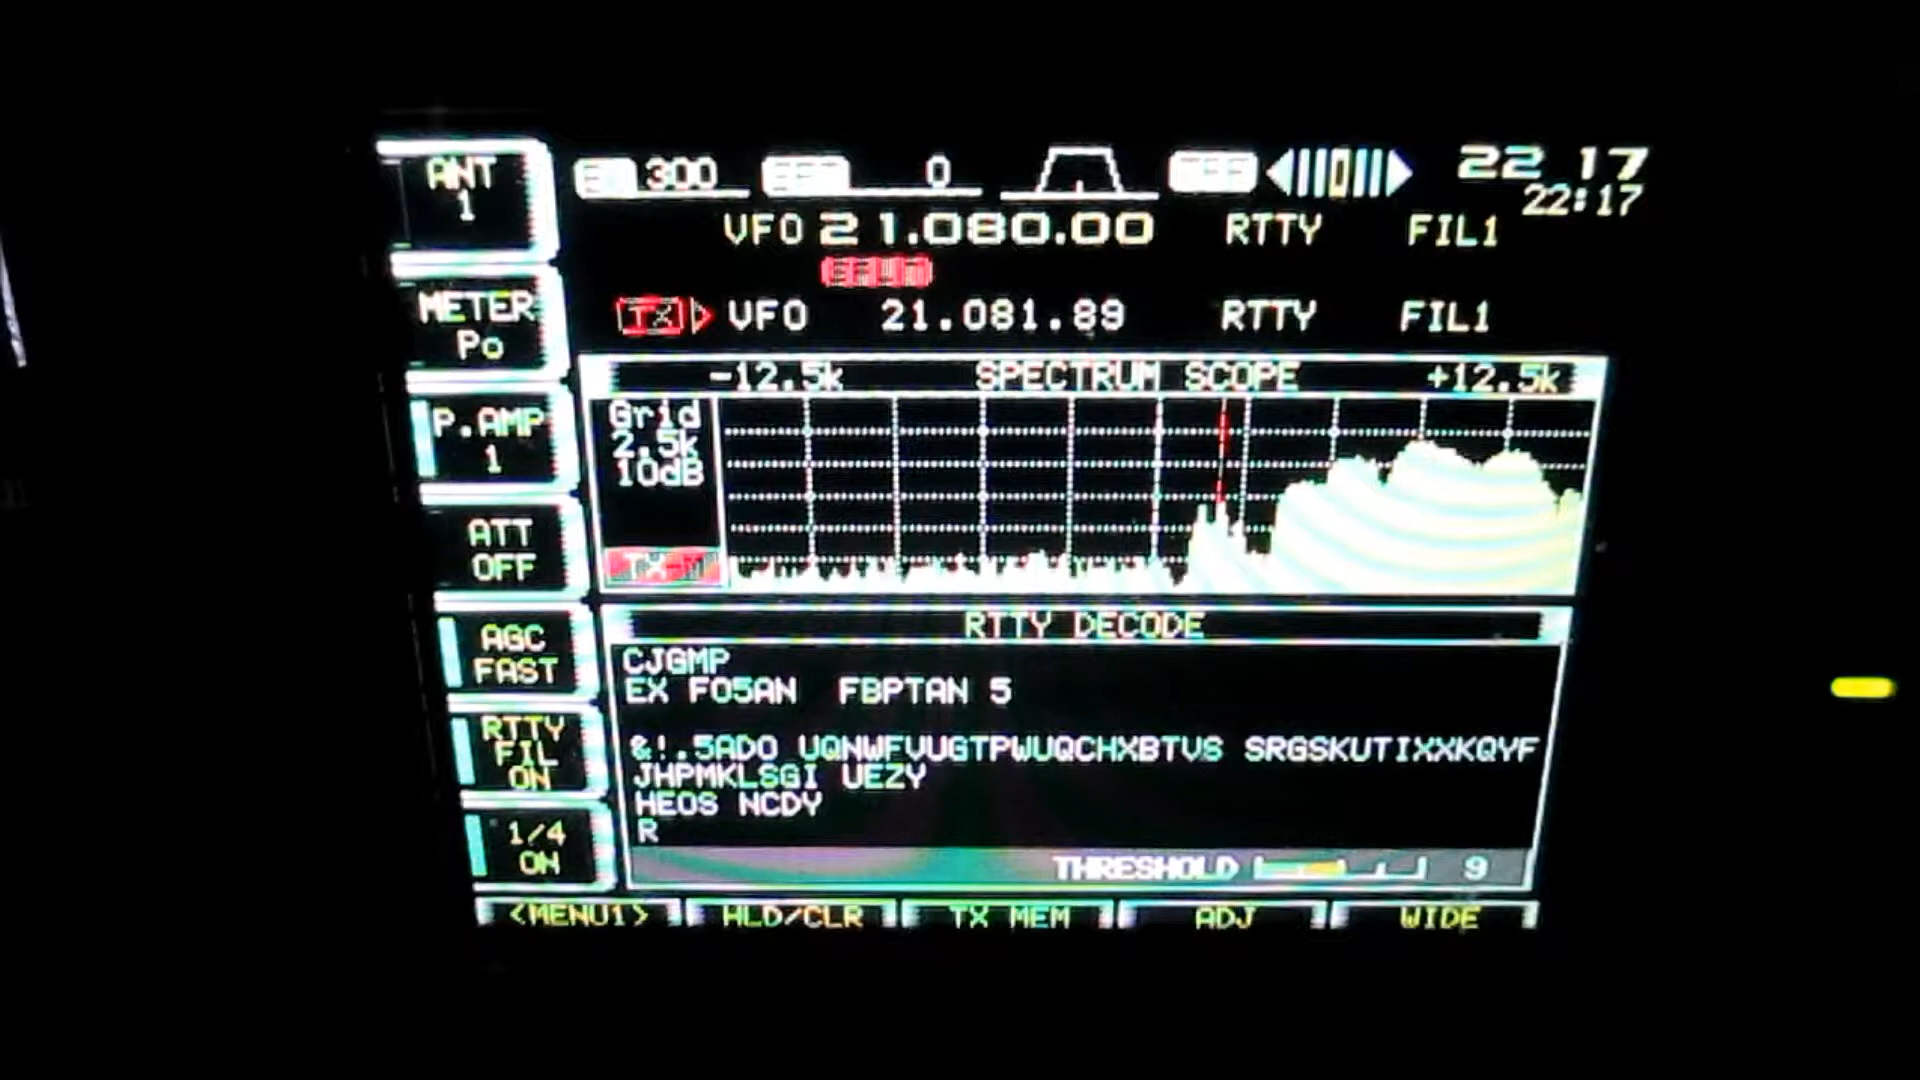 ANT
1
300
0
22 17
22:17
VFO 21.080.00 RTTY FIL1
METER
Po
TX VFO 21.081.89 RTTY FIL1
-12.5k SPECTRUM SCOPE +12.5k
P.AMP
1
Grid
2.5k
10dB
ATT
OFF
RTTY DECODE
AGC
FAST
CJGMP
EX FO5AN FBPTAN 5
RTTY
FIL
ON
&!.5ADO UQNWFVUGTPWUQCHXBTVS SRGSKUTIXXKQYF
JHPMKLSGI UEZY
HEOS NCDY
R
1/4
ON
THRESHOLD 9
<MENU1> HLD/CLR TX MEM ADJ WIDE